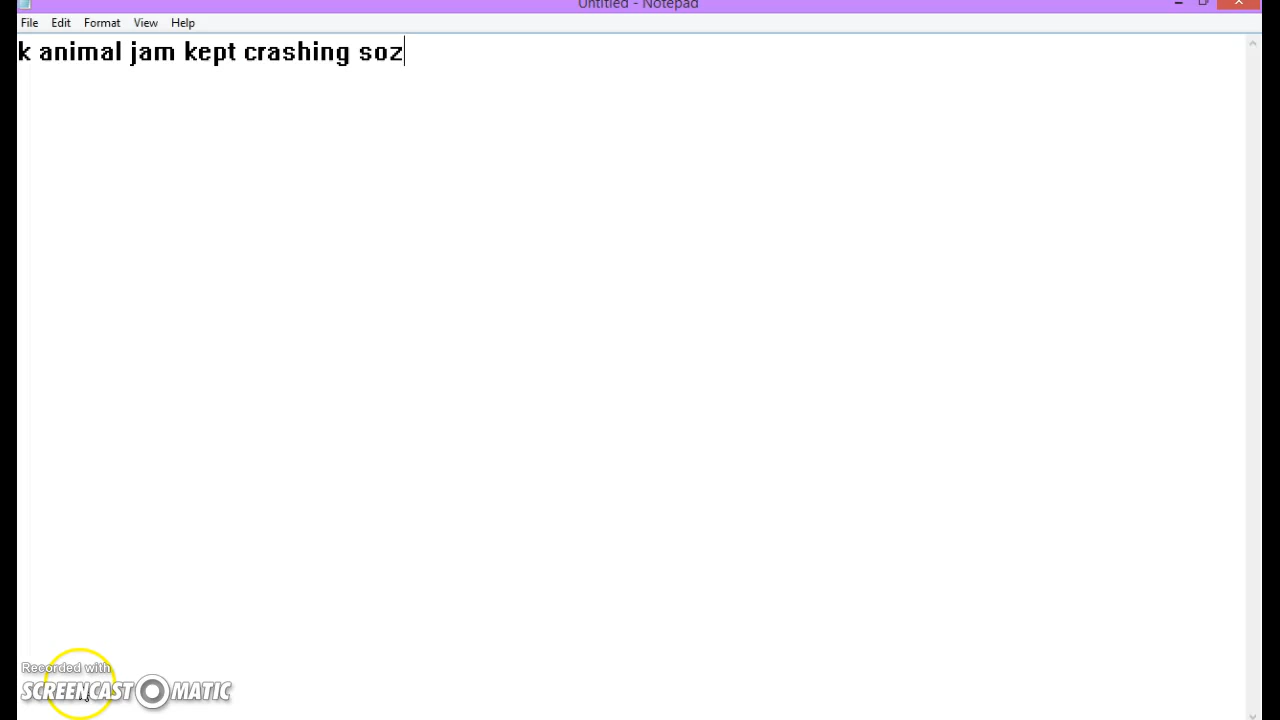 Untitled - Notepad
File Edit Format View Help
k animal jam kept crashing soz
Recorded with
SCREENCAST MATIC